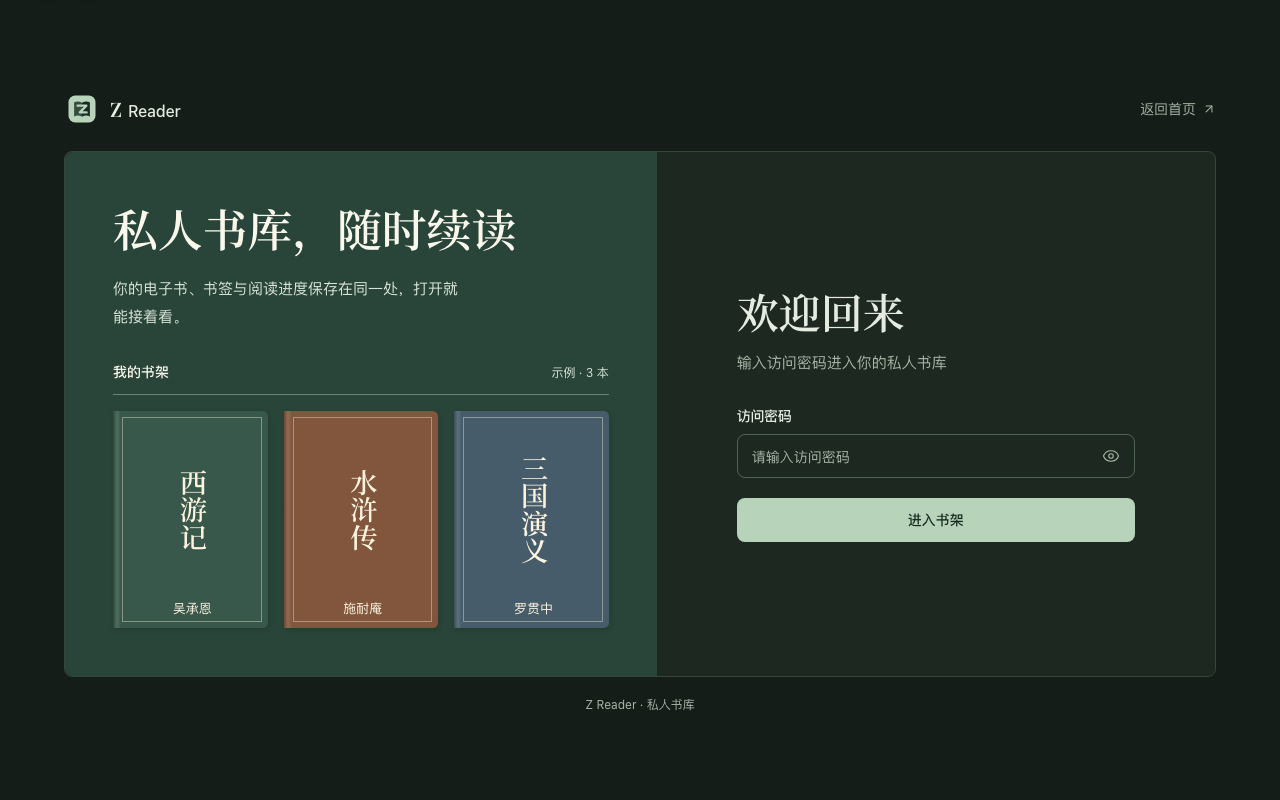 Z Reader
返回首页
私人书库，随时续读
你的电子书、书签与阅读进度保存在同一处，打开就
能接着看。
我的书架
示例 · 3 本
西游记
吴承恩
水浒传
施耐庵
三国演义
罗贯中
欢迎回来
输入访问密码进入你的私人书库
访问密码
请输入访问密码
进入书架
Z Reader · 私人书库